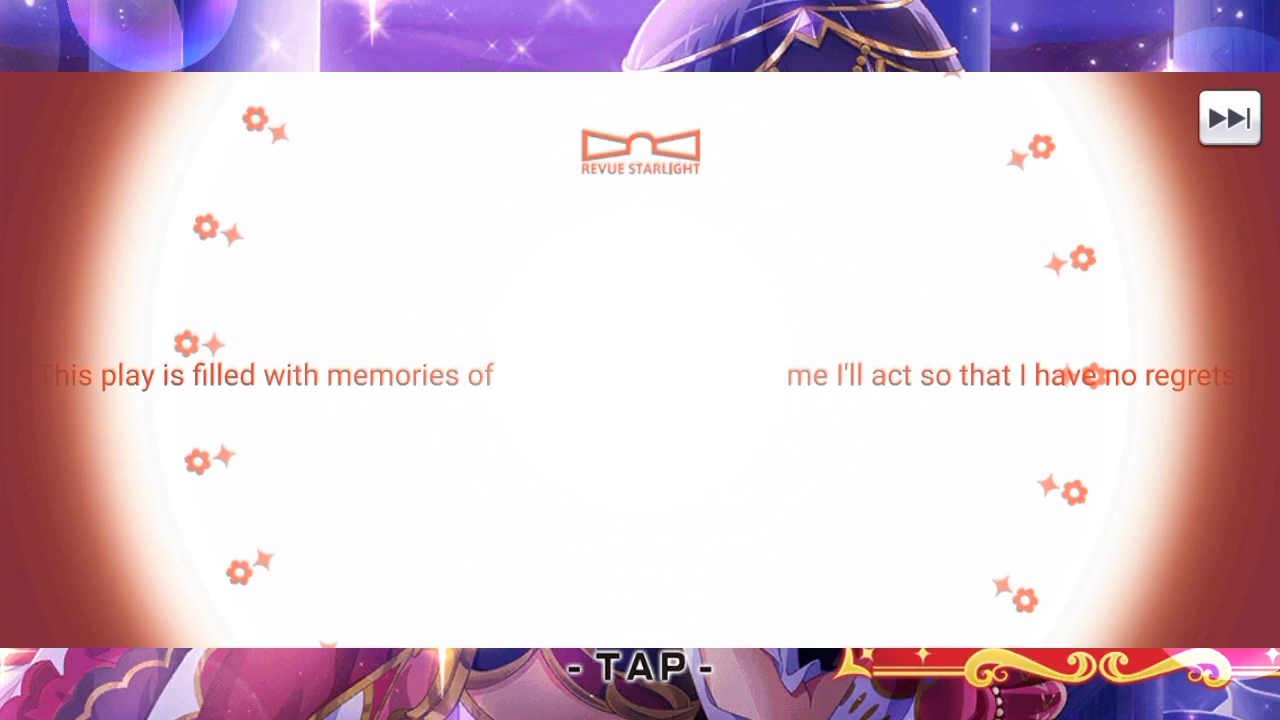 REVUE STARLIGHT
This play is filled with memories of me I'll act so that I have no regrets
- TAP -